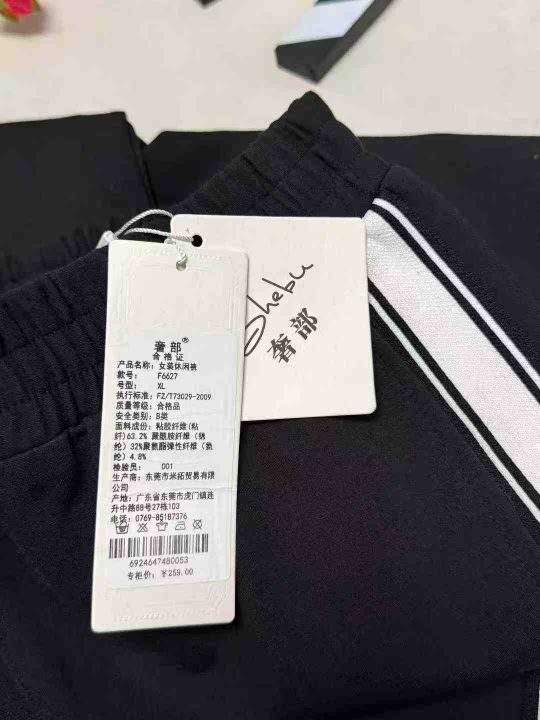 Shebu
奢部
奢部®
合格证
产品名称: 女装休闲裤
款号: F6627
号型: XL
执行标准: FZ/T73029-2009
质量等级: 合格品
安全类别: B类
面料成份: 粘胶纤维(粘
纤)63.2% 聚酰胺纤维 (锦
纶) 32%聚氨酯弹性纤维 (氨
纶) 4.8%
检验员: 001
生产商: 东莞市米拓贸易有限
公司
产地: 广东省东莞市虎门镇连
升中路88号27栋103
电话: 0769-85187376
6924647480053
专柜价: ¥259.00